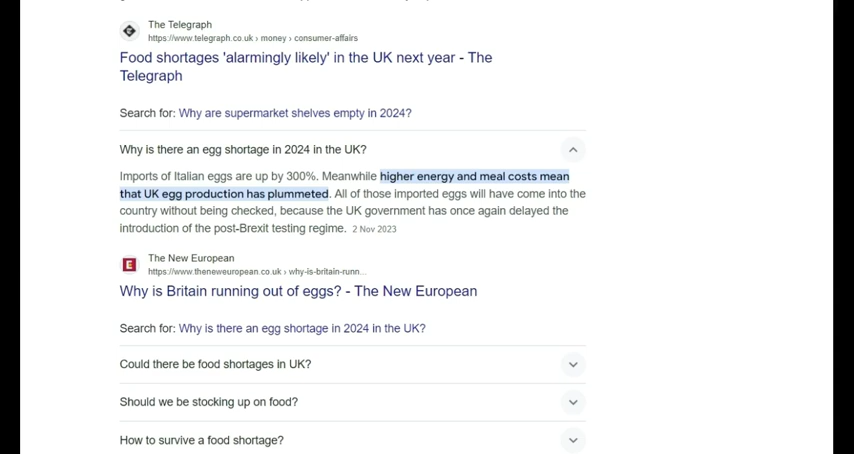 The Telegraph
https://www.telegraph.co.uk › money › consumer-affairs
Food shortages 'alarmingly likely' in the UK next year - The
Telegraph
Search for: Why are supermarket shelves empty in 2024?
Why is there an egg shortage in 2024 in the UK?
Imports of Italian eggs are up by 300%. Meanwhile higher energy and meal costs mean
that UK egg production has plummeted. All of those imported eggs will have come into the
country without being checked, because the UK government has once again delayed the
introduction of the post-Brexit testing regime. 2 Nov 2023
The New European
https://www.theneweuropean.co.uk › why-is-britain-runn...
Why is Britain running out of eggs? - The New European
Search for: Why is there an egg shortage in 2024 in the UK?
Could there be food shortages in UK?
Should we be stocking up on food?
How to survive a food shortage?